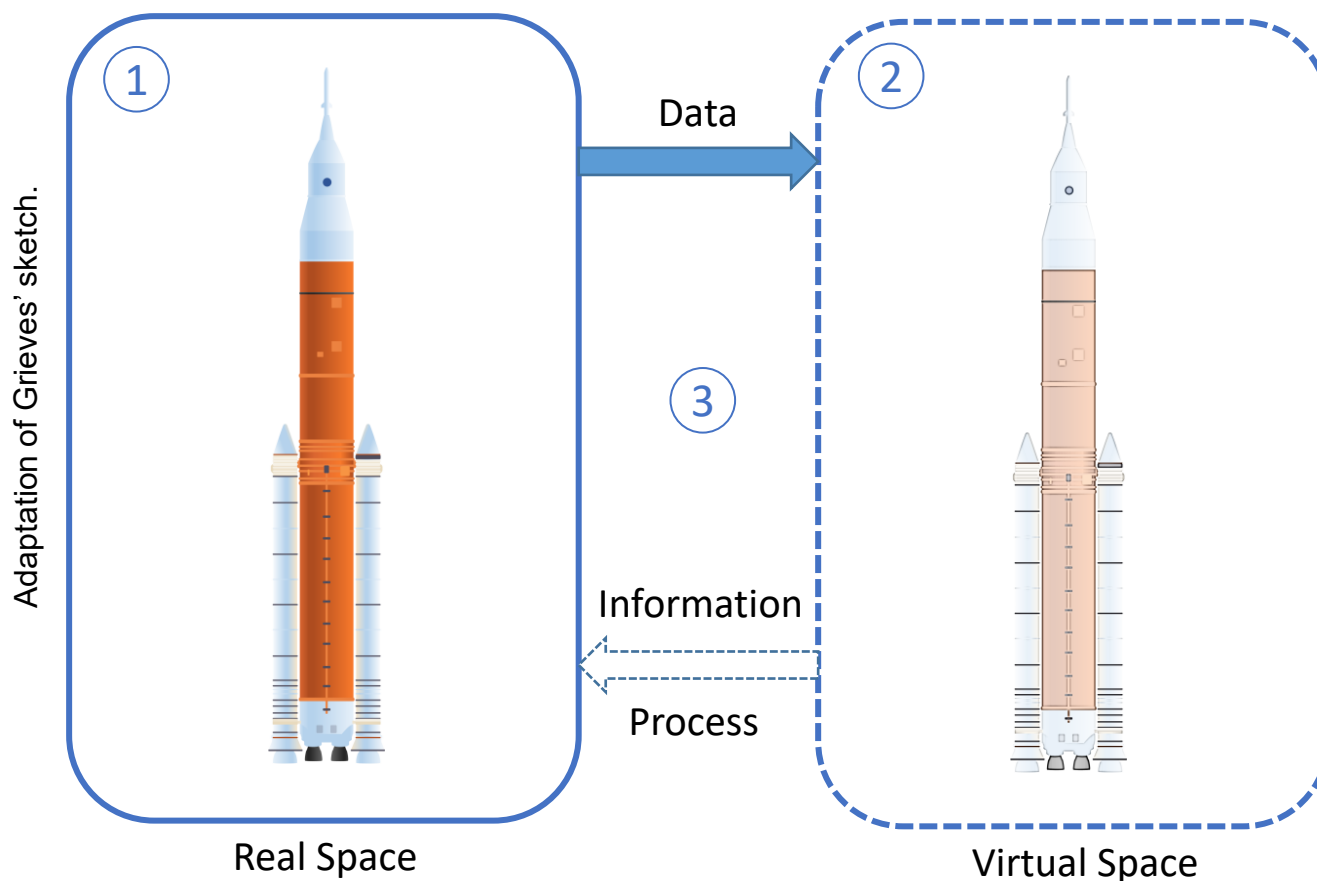 Adaptation of Grieves’ sketch.
1
2
Data
3
Information
Process
Real Space
Virtual Space